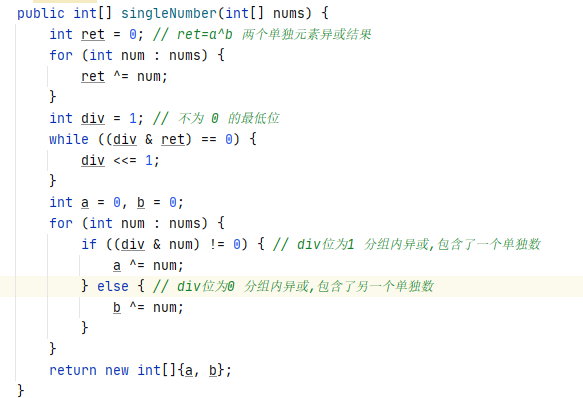 public int[] singleNumber(int[] nums) {
    int ret = 0; // ret=a^b 两个单独元素异或结果
    for (int num : nums) {
        ret ^= num;
    }
    int div = 1; // 不为 0 的最低位
    while ((div & ret) == 0) {
        div <<= 1;
    }
    int a = 0, b = 0;
    for (int num : nums) {
        if ((div & num) != 0) { // div位为1 分组内异或,包含了一个单独数
            a ^= num;
        } else { // div位为0 分组内异或,包含了另一个单独数
            b ^= num;
        }
    }
    return new int[]{a, b};
}